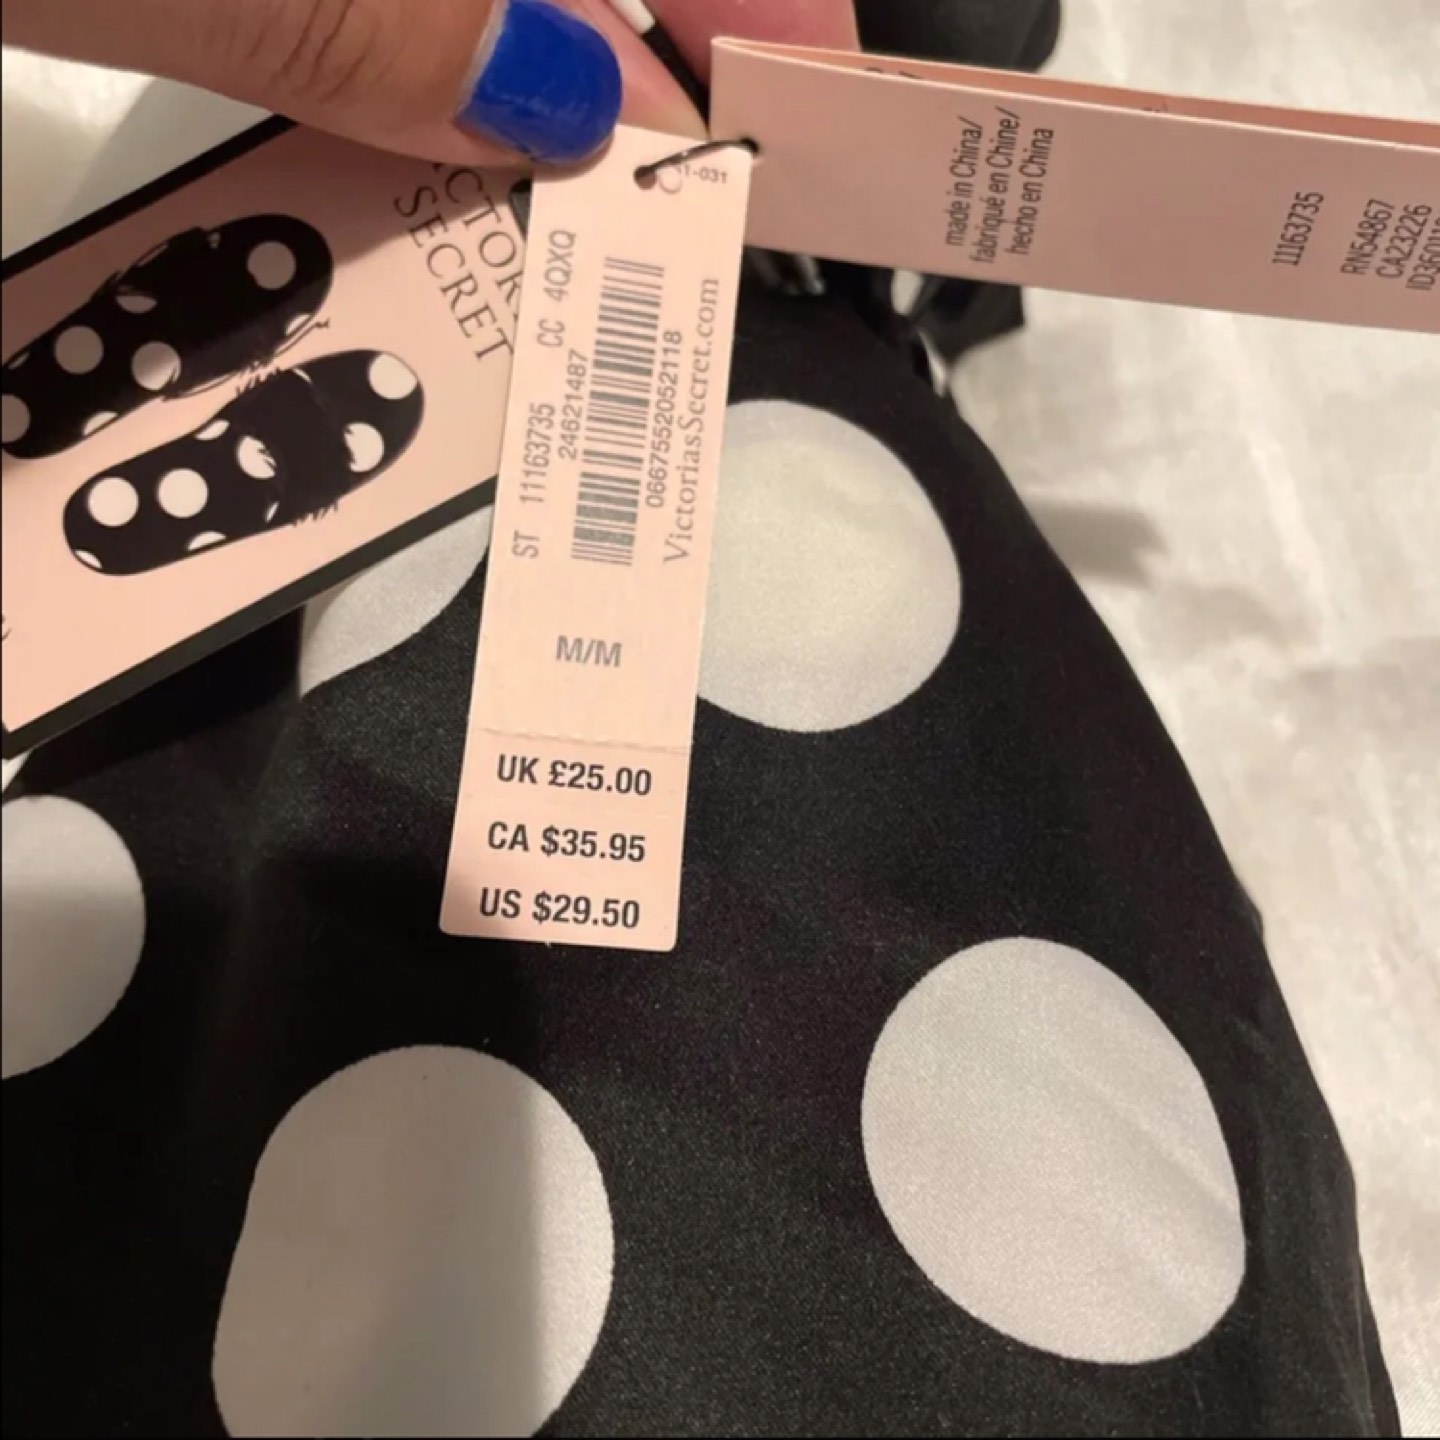 SECRET
1-031
ST 11163735 CC 4QXQ
24621487
0667552052118
VictoriasSecret.com
M/M
UK £25.00
CA $35.95
US $29.50
made in China/
fabriqué en Chine/
hecho en China
11163735
RN54867
CA23226